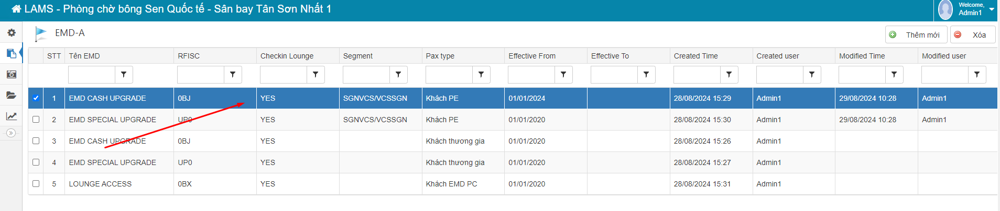 LAMS - Phòng chờ bông Sen Quốc tế - Sân bay Tân Sơn Nhất 1
Welcome,
Admin1
EMD-A
Thêm mới
Xóa
STT Tên EMD RFISC Checkin Lounge Segment Pax type Effective From Effective To Created Time Created user Modified Time Modified user
1 EMD CASH UPGRADE 0BJ YES SGNVCS/VCSSGN Khách PE 01/01/2024 28/08/2024 15:29 Admin1 29/08/2024 10:28 Admin1
2 EMD SPECIAL UPGRADE UP0 YES SGNVCS/VCSSGN Khách PE 01/01/2020 28/08/2024 15:30 Admin1 29/08/2024 10:28 Admin1
3 EMD CASH UPGRADE 0BJ YES Khách thương gia 01/01/2020 28/08/2024 15:26 Admin1
4 EMD SPECIAL UPGRADE UP0 YES Khách thương gia 01/01/2020 28/08/2024 15:27 Admin1
5 LOUNGE ACCESS 0BX YES Khách EMD PC 01/01/2020 28/08/2024 15:31 Admin1